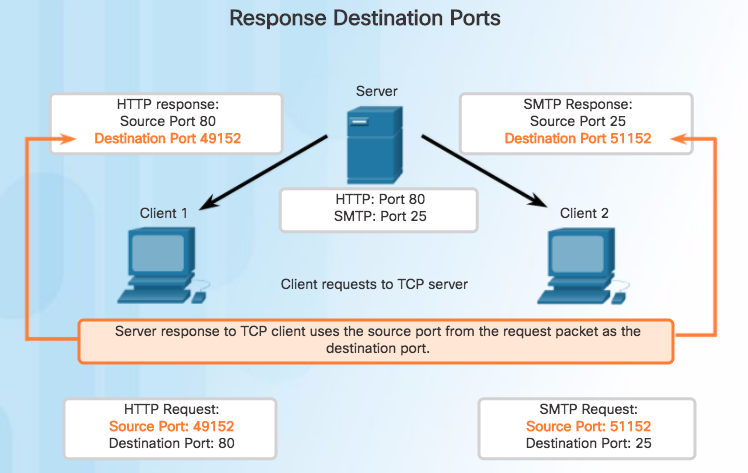 Response Destination Ports
Server
HTTP response:
Source Port 80
Destination Port 49152
SMTP Response:
Source Port 25
Destination Port 51152
HTTP: Port 80
SMTP: Port 25
Client 1
Client 2
Client requests to TCP server
Server response to TCP client uses the source port from the request packet as the
destination port.
HTTP Request:
Source Port: 49152
Destination Port: 80
SMTP Request:
Source Port: 51152
Destination Port: 25